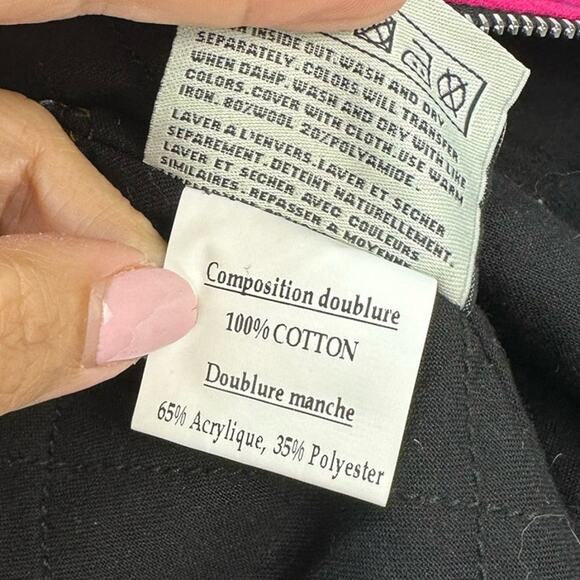 INSIDE OUT. WASH AND DRY
SEPARATELY. COLORS WILL TRANSFER
WHEN DAMP. WASH AND DRY WITH LIKE
COLORS. COVER WITH CLOTH. USE WARM
IRON. 80%WOOL 20%POLYAMIDE.
LAVER A L'ENVERS. LAVER ET SECHER
SEPAREMENT. DETEINT NATURELLEMENT.
LAVER ET SECHER AVEC COULEURS
SIMILAIRES. REPASSER A MOYENNE
Composition doublure
100% COTTON
Doublure manche
65% Acrylique, 35% Polyester